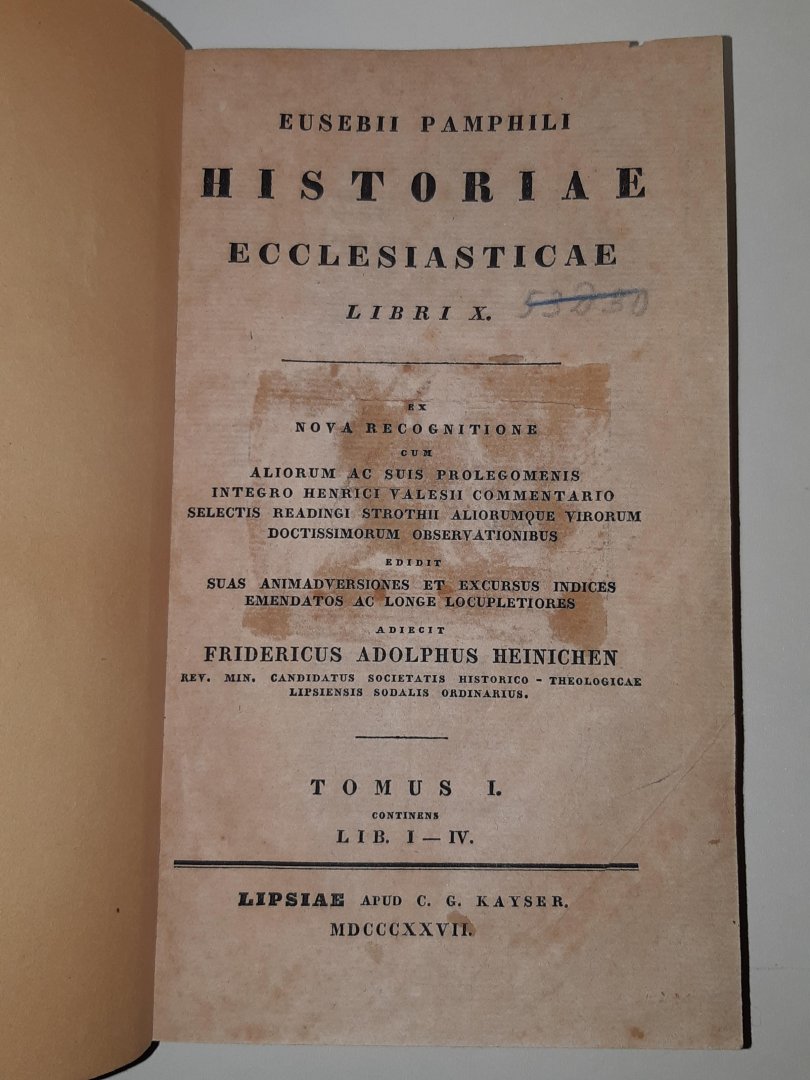 EUSEBII PAMPHILI
HISTORIAE
ECCLESIASTICAE
LIBRI X.
53230
EX
NOVA RECOGNITIONE
CUM
ALIORUM AC SUIS PROLEGOMENIS
INTEGRO HENRICI VALESII COMMENTARIO
SELECTIS READINGI STROTHII ALIORUMQUE VIRORUM
DOCTISSIMORUM OBSERVATIONIBUS
EDIDIT
SUAS ANIMADVERSIONES ET EXCURSUS INDICES
EMENDATOS AC LONGE LOCUPLETIORES
ADIECIT
FRIDERICUS ADOLPHUS HEINICHEN
REV. MIN. CANDIDATUS SOCIETATIS HISTORICO - THEOLOGICAE
LIPSIENSIS SODALIS ORDINARIUS.
TOMUS I.
CONTINENS
LIB. I — IV.
LIPSIAE APUD C. G. KAYSER.
MDCCCXXVII.